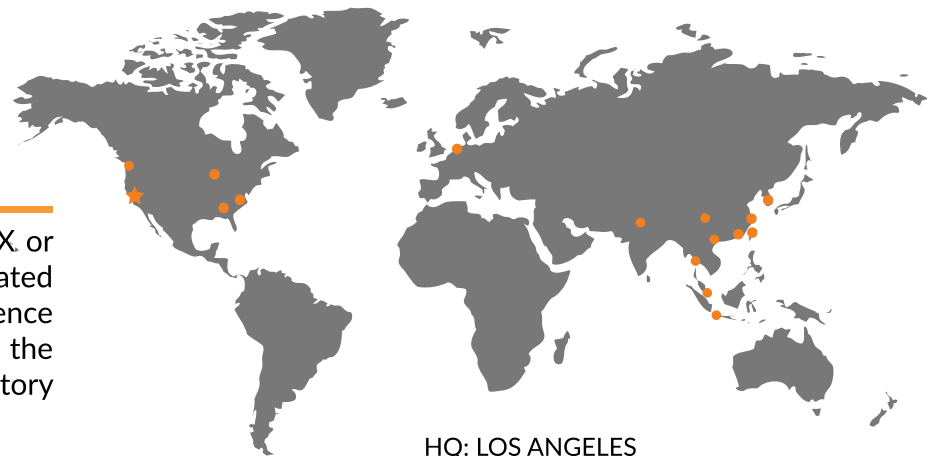 X or
ated
ence
the
tory
HQ: LOS ANGELES